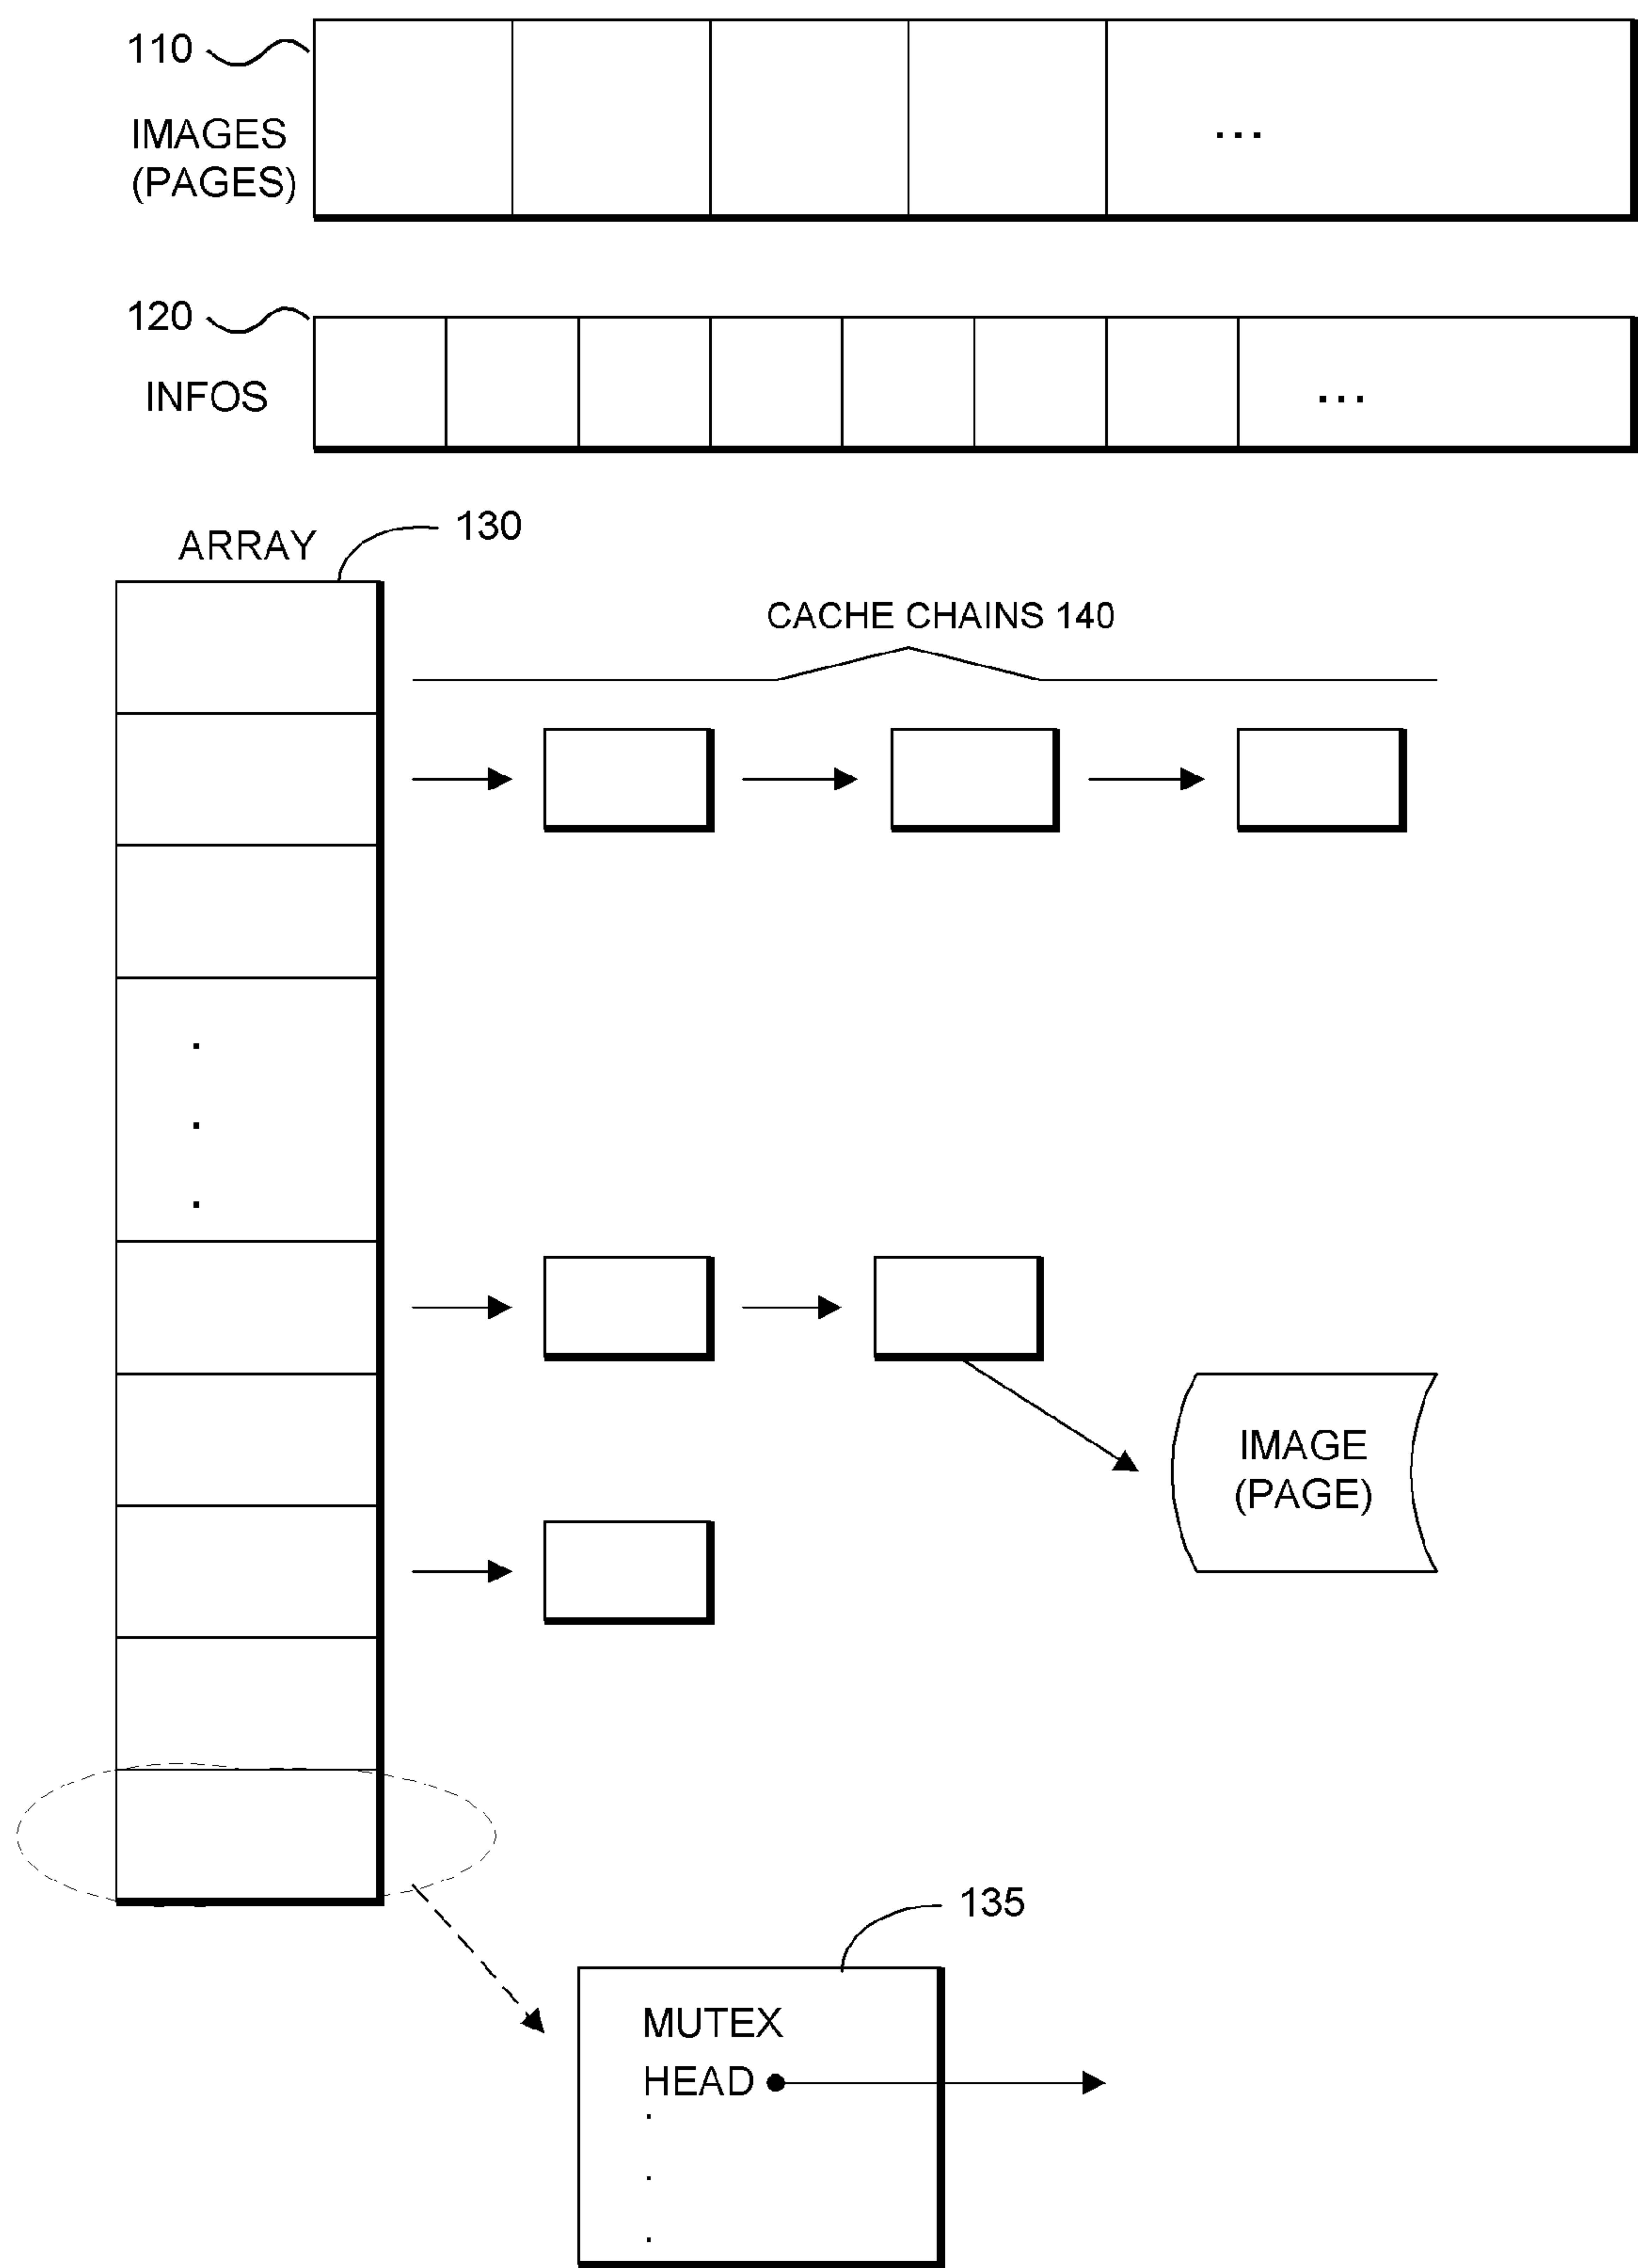 110
IMAGES
(PAGES)
...
120
INFOS
...
ARRAY
130
CACHE CHAINS 140
.
.
.
IMAGE
(PAGE)
135
MUTEX
HEAD
.
.
.